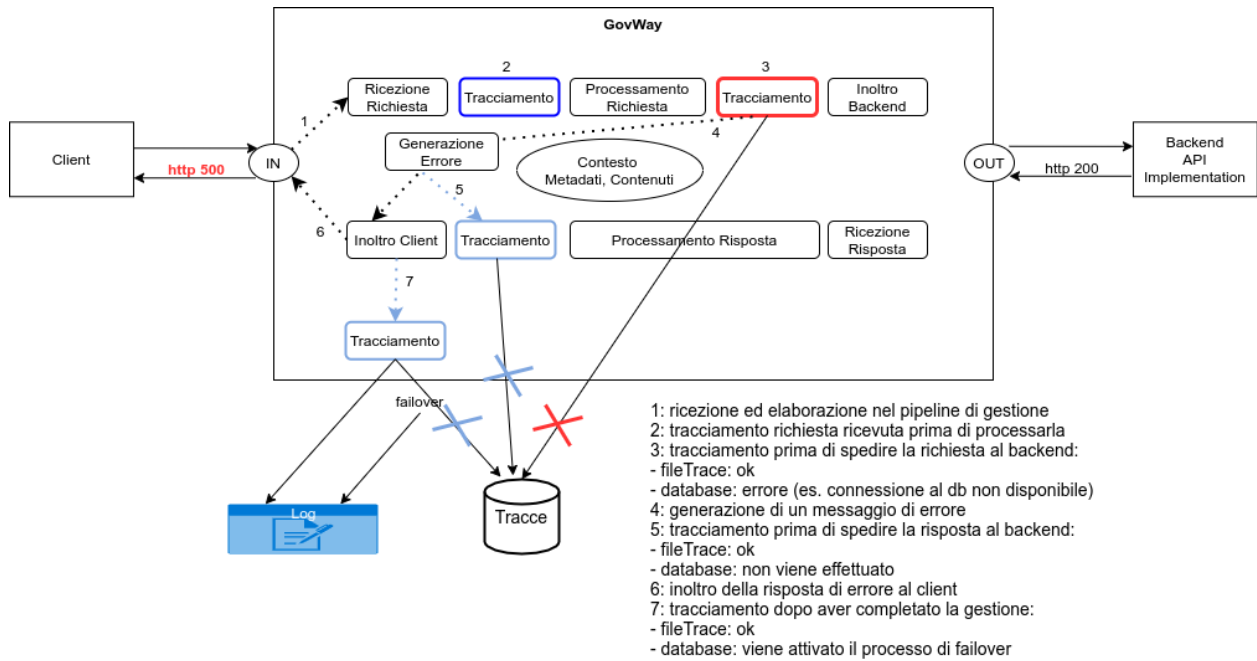 GovWay
2
3
Ricezione
Richiesta
Tracciamento
Processamento
Richiesta
Tracciamento
Inoltro
Backend
1
4
Client
http 500
IN
Generazione
Errore
Contesto
Metadati, Contenuti
OUT
http 200
Backend
API
Implementation
5
6
Inoltro Client
Tracciamento
Processamento Risposta
Ricezione
Risposta
7
Tracciamento
failover
Log
Tracce
1: ricezione ed elaborazione nel pipeline di gestione
2: tracciamento richiesta ricevuta prima di processarla
3: tracciamento prima di spedire la richiesta al backend:
- fileTrace: ok
- database: errore (es. connessione al db non disponibile)
4: generazione di un messaggio di errore
5: tracciamento prima di spedire la risposta al backend:
- fileTrace: ok
- database: non viene effettuato
6: inoltro della risposta di errore al client
7: tracciamento dopo aver completato la gestione:
- fileTrace: ok
- database: viene attivato il processo di failover